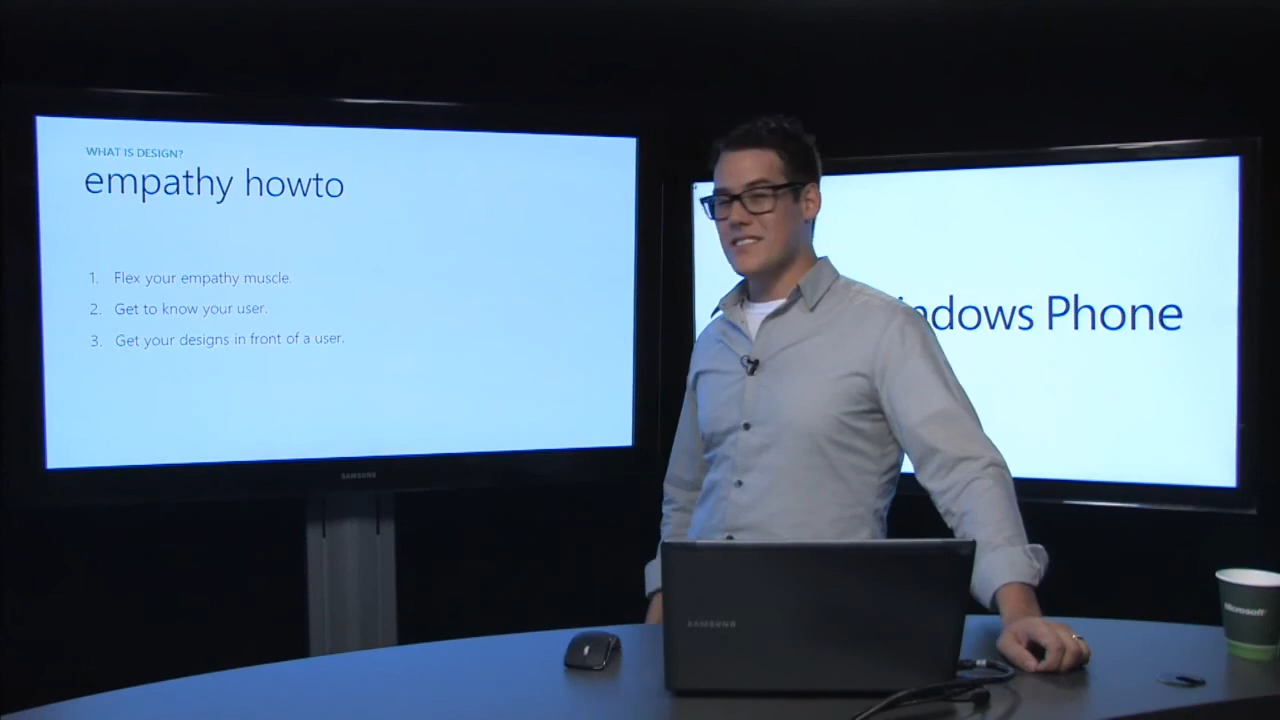 WHAT IS DESIGN?
empathy howto
1. Flex your empathy muscle.
2. Get to know your user.
3. Get your designs in front of a user.
SAMSUNG
ndows Phone
SAMSUNG
Microsoft